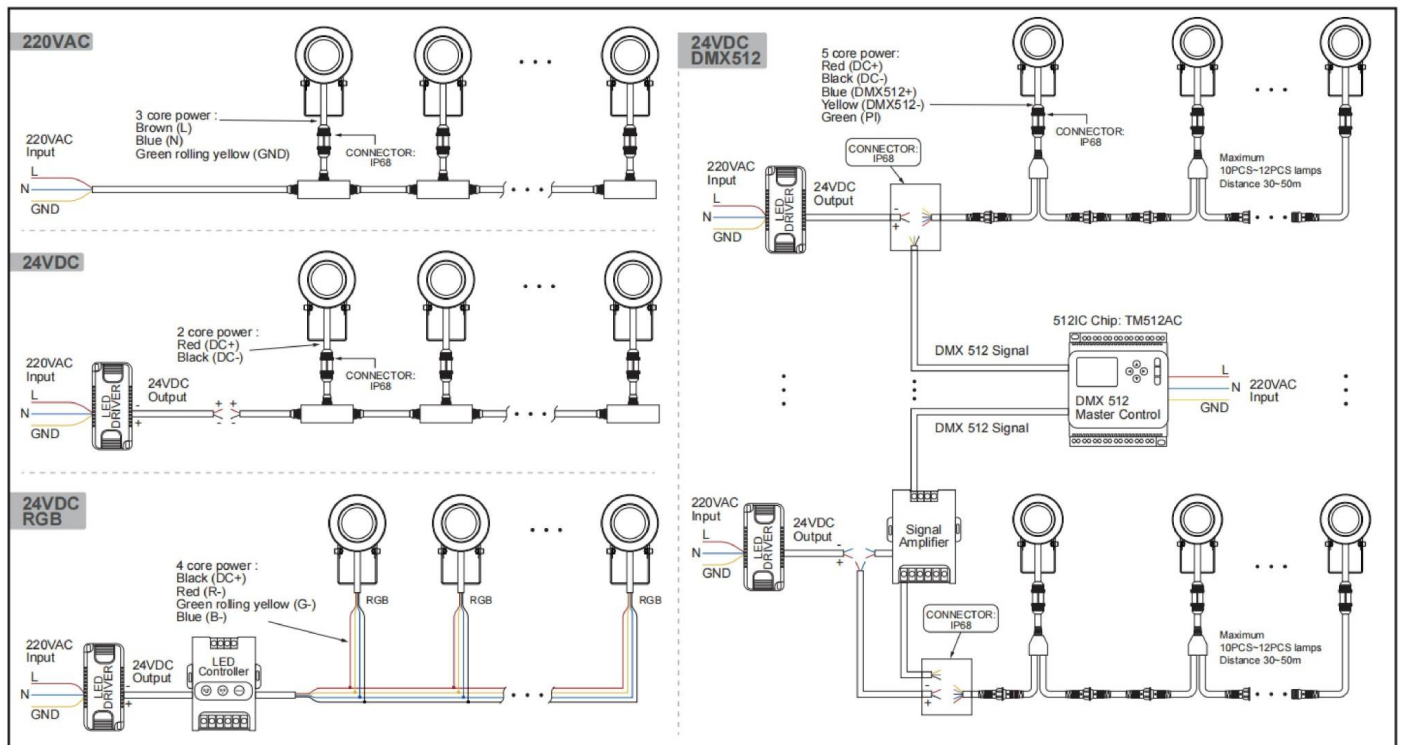 220VAC
3 core power :
Brown (L)
Blue (N)
Green rolling yellow (GND)
CONNECTOR:
IP68
220VAC
Input
L
N
GND
24VDC
2 core power :
Red (DC+)
Black (DC-)
CONNECTOR:
IP68
220VAC
Input
L
N
GND
LED
DRIVER
24VDC
Output
-
+
+ +
- -
24VDC
RGB
4 core power :
Black (DC+)
Red (R-)
Green rolling yellow (G-)
Blue (B-)
RGB
RGB
RGB
220VAC
Input
L
N
GND
LED
DRIVER
24VDC
Output
-
+
LED
Controller
24VDC
DMX512
5 core power:
Red (DC+)
Black (DC-)
Blue (DMX512+)
Yellow (DMX512-)
Green (PI)
CONNECTOR:
IP68
CONNECTOR:
IP68
220VAC
Input
L
N
GND
LED
DRIVER
24VDC
Output
-
+
Maximum
10PCS~12PCS lamps
Distance 30~50m
512IC Chip: TM512AC
DMX 512 Signal
DMX 512
Master Control
L
N
GND
220VAC
Input
DMX 512 Signal
220VAC
Input
L
N
GND
LED
DRIVER
24VDC
Output
-
+
Signal
Amplifier
CONNECTOR:
IP68
-
+
Maximum
10PCS~12PCS lamps
Distance 30~50m